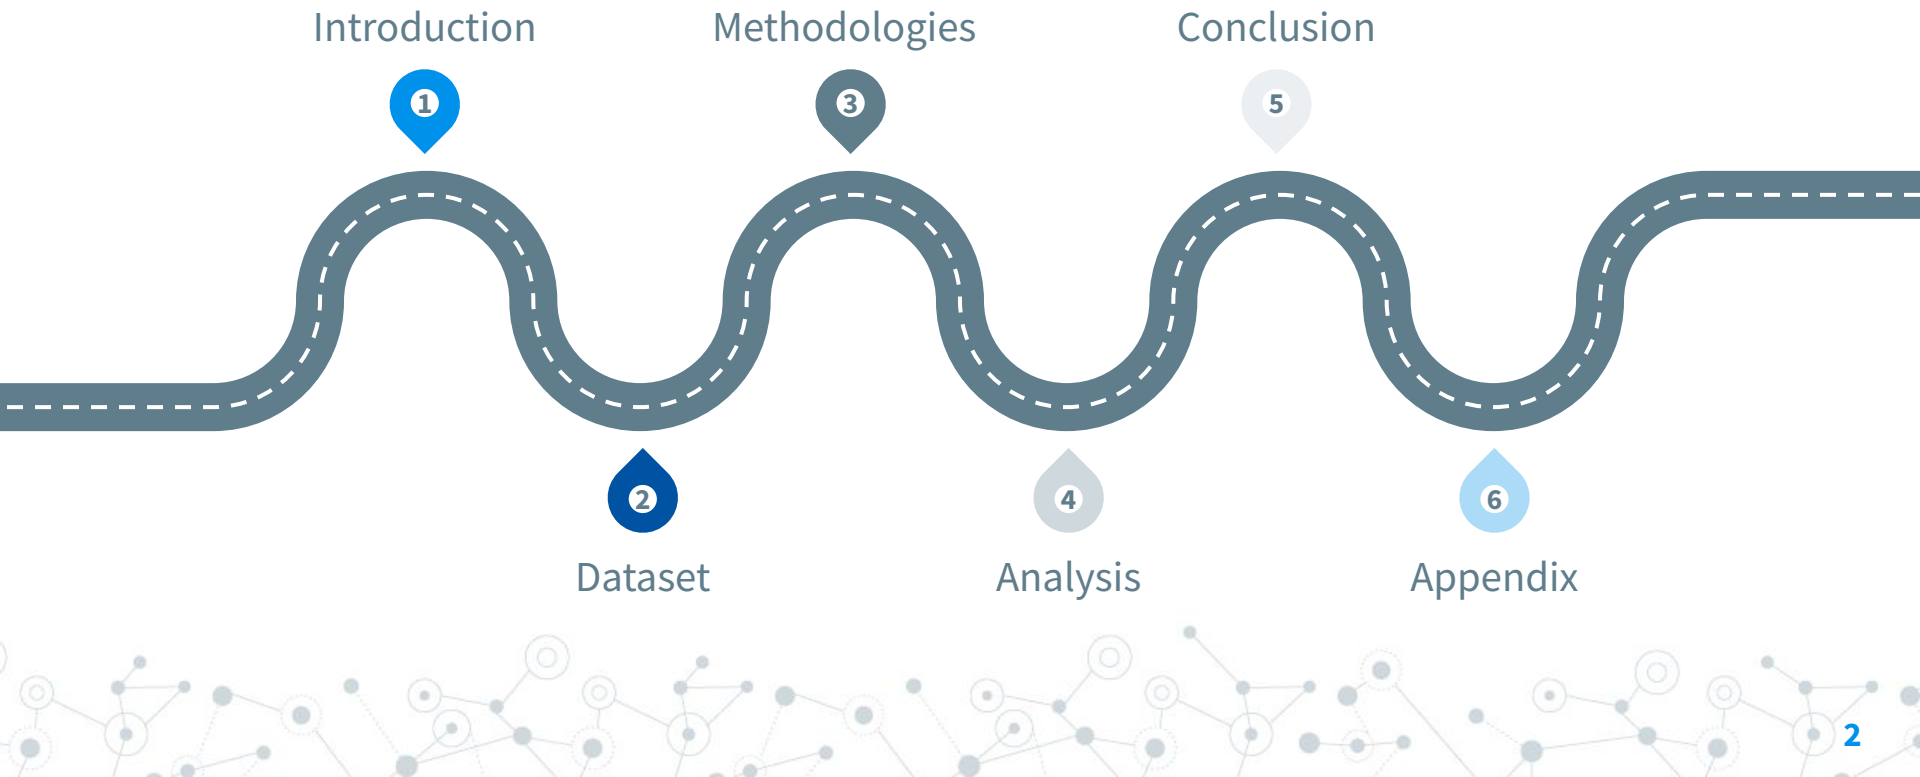 Introduction
Methodologies
Conclusion
1
3
5
2
4
6
Dataset
Analysis
Appendix
2